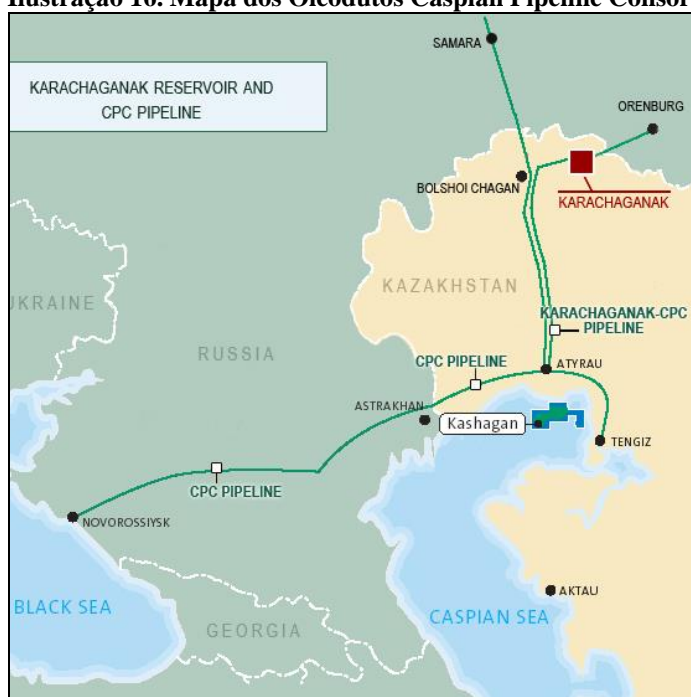 Ilustração 16. Mapa dos Oleodutos Caspian Pipeline Consor
SAMARA
KARACHAGANAK RESERVOIR AND
CPC PIPELINE
ORENBURG
BOLSHOI CHAGAN
KARACHAGANAK
KAZAKHSTAN
UKRAINE
KARACHAGANAK-CPC
PIPELINE
RUSSIA
CPC PIPELINE
ATYRAU
ASTRAKHAN
Kashagan
TENGIZ
CPC PIPELINE
NOVOROSSIYSK
AKTAU
BLACK SEA
CASPIAN SEA
GEORGIA